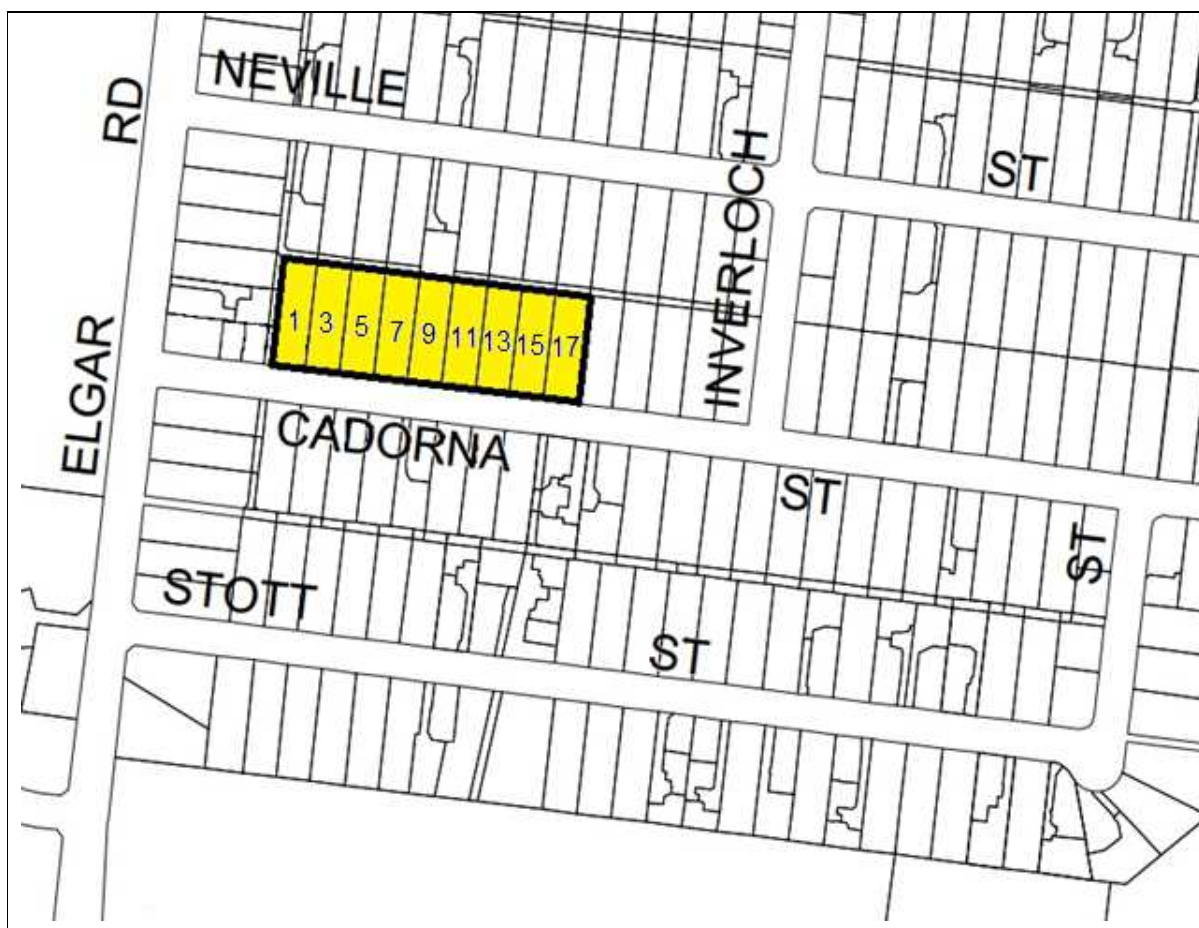 NEVILLE
ST
RD
INVERLOCH
ELGAR
1 3 5 7 9 11 13 15 17
CADORNA
ST
ST
STOTT
ST